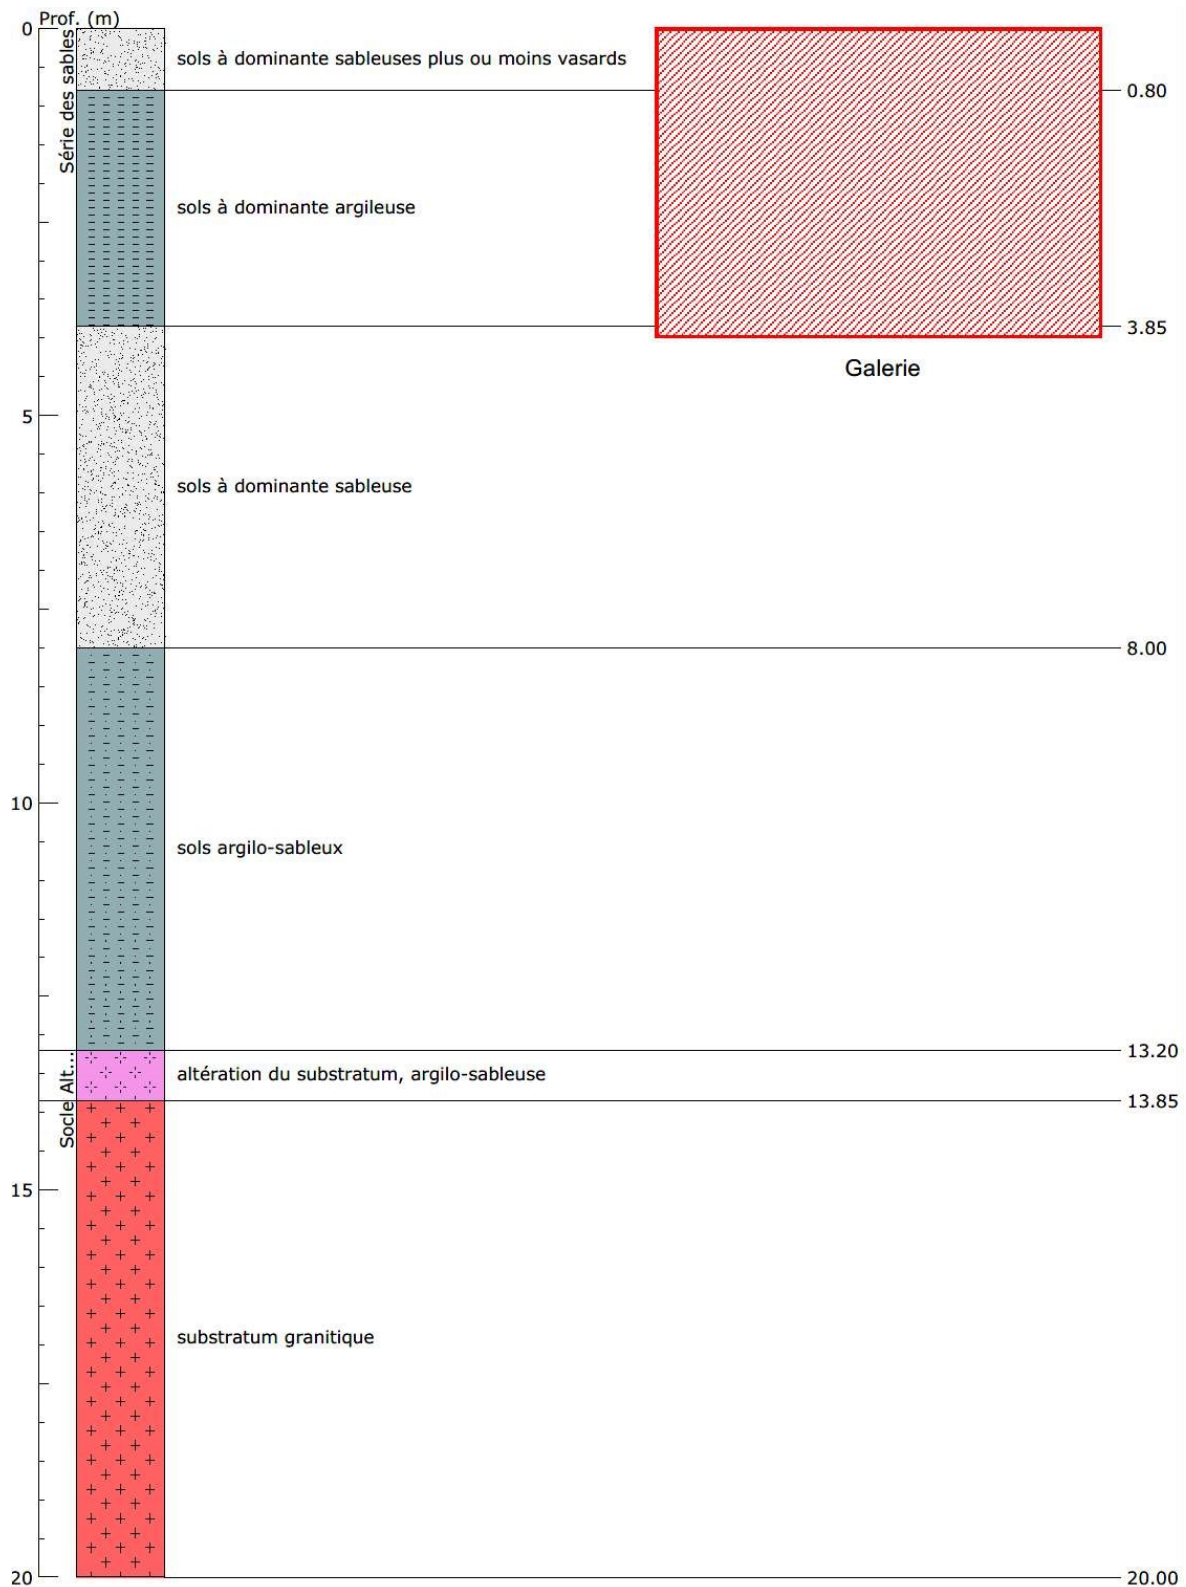 Prof. (m)
0
Série des sables
sols à dominante sableuses plus ou moins vasards
0.80
sols à dominante argileuse
3.85
Galerie
5
sols à dominante sableuse
8.00
10
sols argilo-sableux
13.20
Alt...
altération du substratum, argilo-sableuse
13.85
Socle
15
substratum granitique
20
20.00